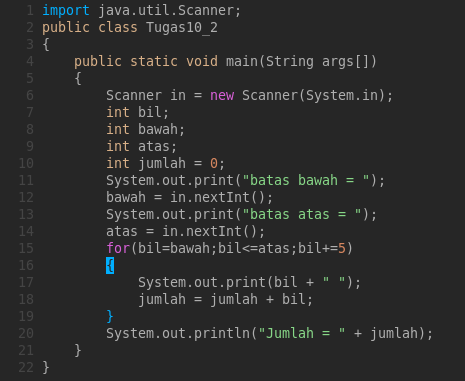 1 import java.util.Scanner;
2 public class Tugas10_2
3 {
4     public static void main(String args[])
5     {
6         Scanner in = new Scanner(System.in);
7         int bil;
8         int bawah;
9         int atas;
10         int jumlah = 0;
11         System.out.print("batas bawah = ");
12         bawah = in.nextInt();
13         System.out.print("batas atas = ");
14         atas = in.nextInt();
15         for(bil=bawah;bil<=atas;bil+=5)
16         {
17             System.out.print(bil + " ");
18             jumlah = jumlah + bil;
19         }
20         System.out.println("Jumlah = " + jumlah);
21     }
22 }